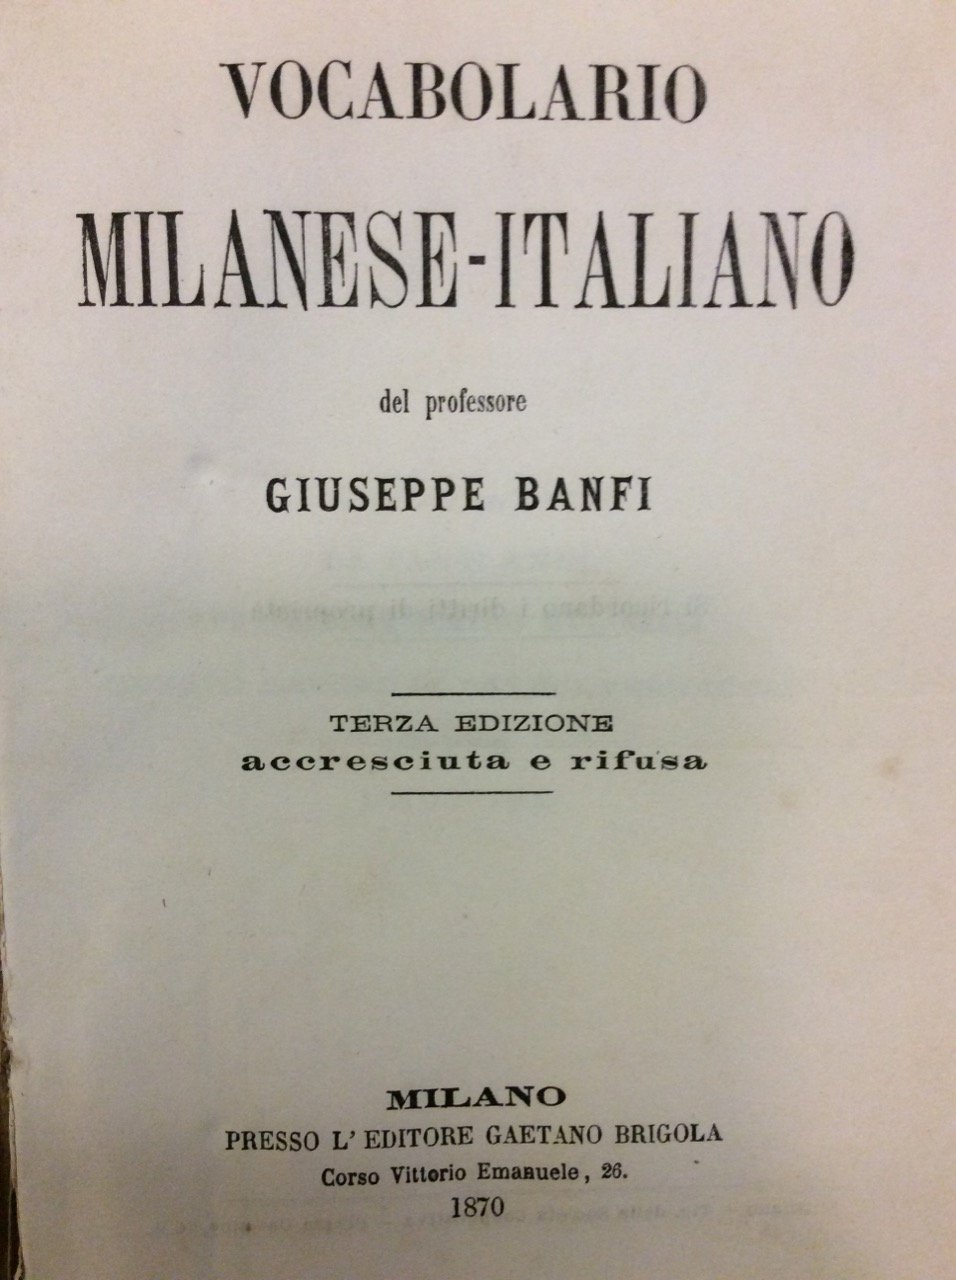 VOCABOLARIO
MILANESE-ITALIANO
del professore
GIUSEPPE BANFI
TERZA EDIZIONE
accresciuta e rifusa
MILANO
PRESSO L' EDITORE GAETANO BRIGOLA
Corso Vittorio Emanuele, 26.
1870